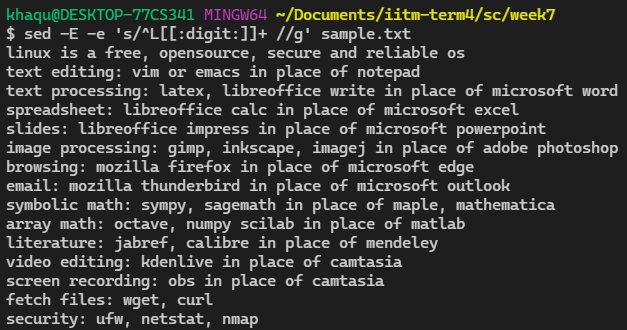 khaqu@DESKTOP-77CS341 MINGW64 ~/Documents/iitm-term4/sc/week7
$ sed -E -e 's/^L[[:digit:]]+ //g' sample.txt
linux is a free, opensource, secure and reliable os
text editing: vim or emacs in place of notepad
text processing: latex, libreoffice write in place of microsoft word
spreadsheet: libreoffice calc in place of microsoft excel
slides: libreoffice impress in place of microsoft powerpoint
image processing: gimp, inkscape, imagej in place of adobe photoshop
browsing: mozilla firefox in place of microsoft edge
email: mozilla thunderbird in place of microsoft outlook
symbolic math: sympy, sagemath in place of maple, mathematica
array math: octave, numpy scilab in place of matlab
literature: jabref, calibre in place of mendeley
video editing: kdenlive in place of camtasia
screen recording: obs in place of camtasia
fetch files: wget, curl
security: ufw, netstat, nmap